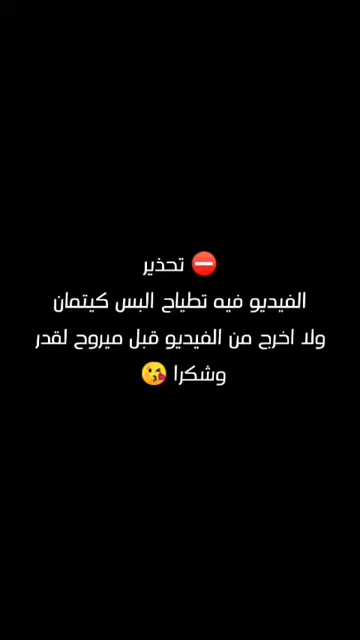 ⛔ تحذير
الفيديو فيه تطياح البس كيتمان
ولا اخرج من الفيديو قبل ميروح لقدر
وشكرا 😘